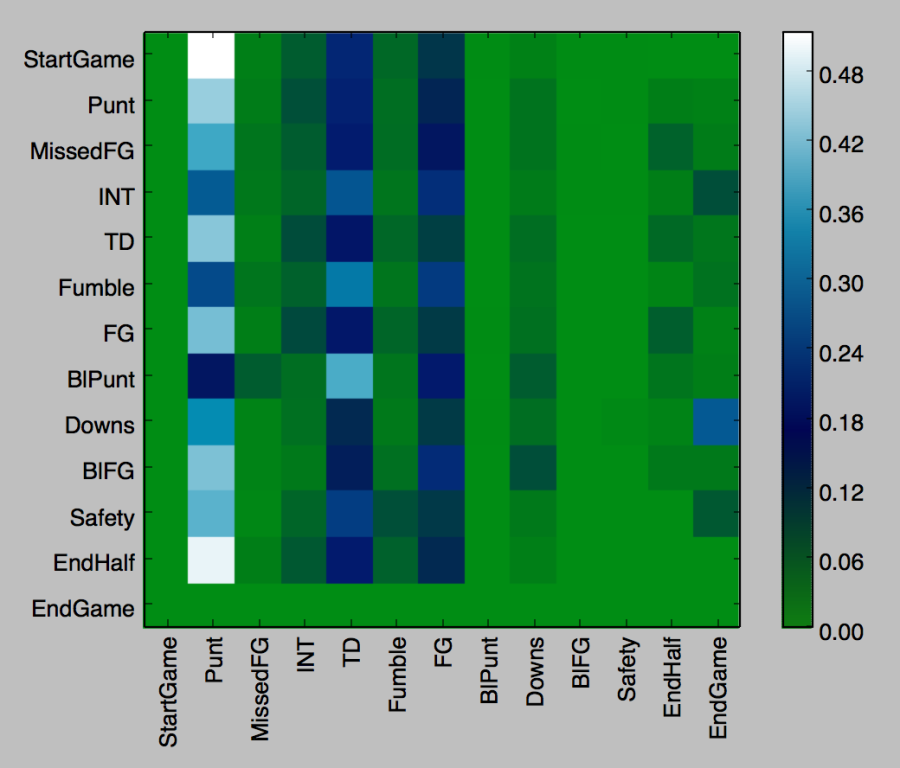 StartGame
Punt
MissedFG
INT
TD
Fumble
FG
BlPunt
Downs
BlFG
Safety
EndHalf
EndGame
StartGame
Punt
MissedFG
INT
TD
Fumble
FG
BlPunt
Downs
BlFG
Safety
EndHalf
EndGame
0.48
0.42
0.36
0.30
0.24
0.18
0.12
0.06
0.00